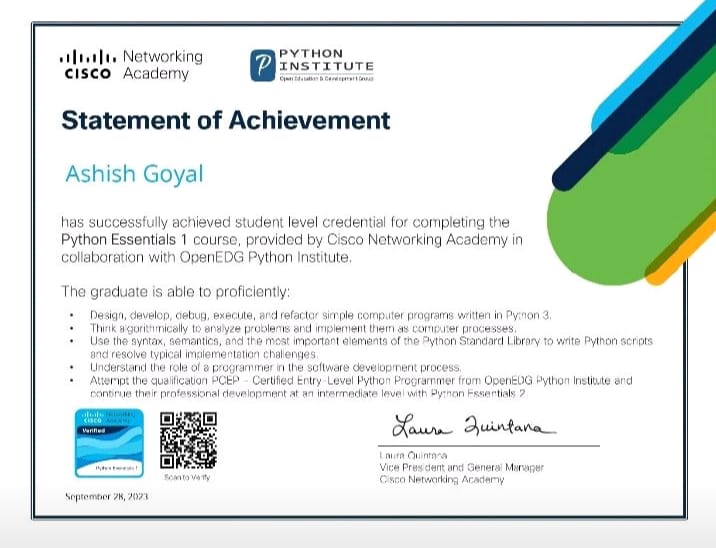 Networking
CISCO Academy
PYTHON
INSTITUTE
Open Education & Development Group
Statement of Achievement
Ashish Goyal
has successfully achieved student level credential for completing the
Python Essentials 1 course, provided by Cisco Networking Academy in
collaboration with OpenEDG Python Institute.
The graduate is able to proficiently:
• Design, develop, debug, execute, and refactor simple computer programs written in Python 3.
• Think algorithmically to analyze problems and implement them as computer processes.
• Use the syntax, semantics, and the most important elements of the Python Standard Library to write Python scripts
and resolve typical implementation challenges.
• Understand the role of a programmer in the software development process.
• Attempt the qualification PCEP – Certified Entry-Level Python Programmer from OpenEDG Python Institute and
continue their professional development at an intermediate level with Python Essentials 2.
Networking
CISCO Academy
Verified
Python Essentials 1
Scan to Verify
Laura Quintana
Laura Quintana
Vice President and General Manager
Cisco Networking Academy
September 28, 2023